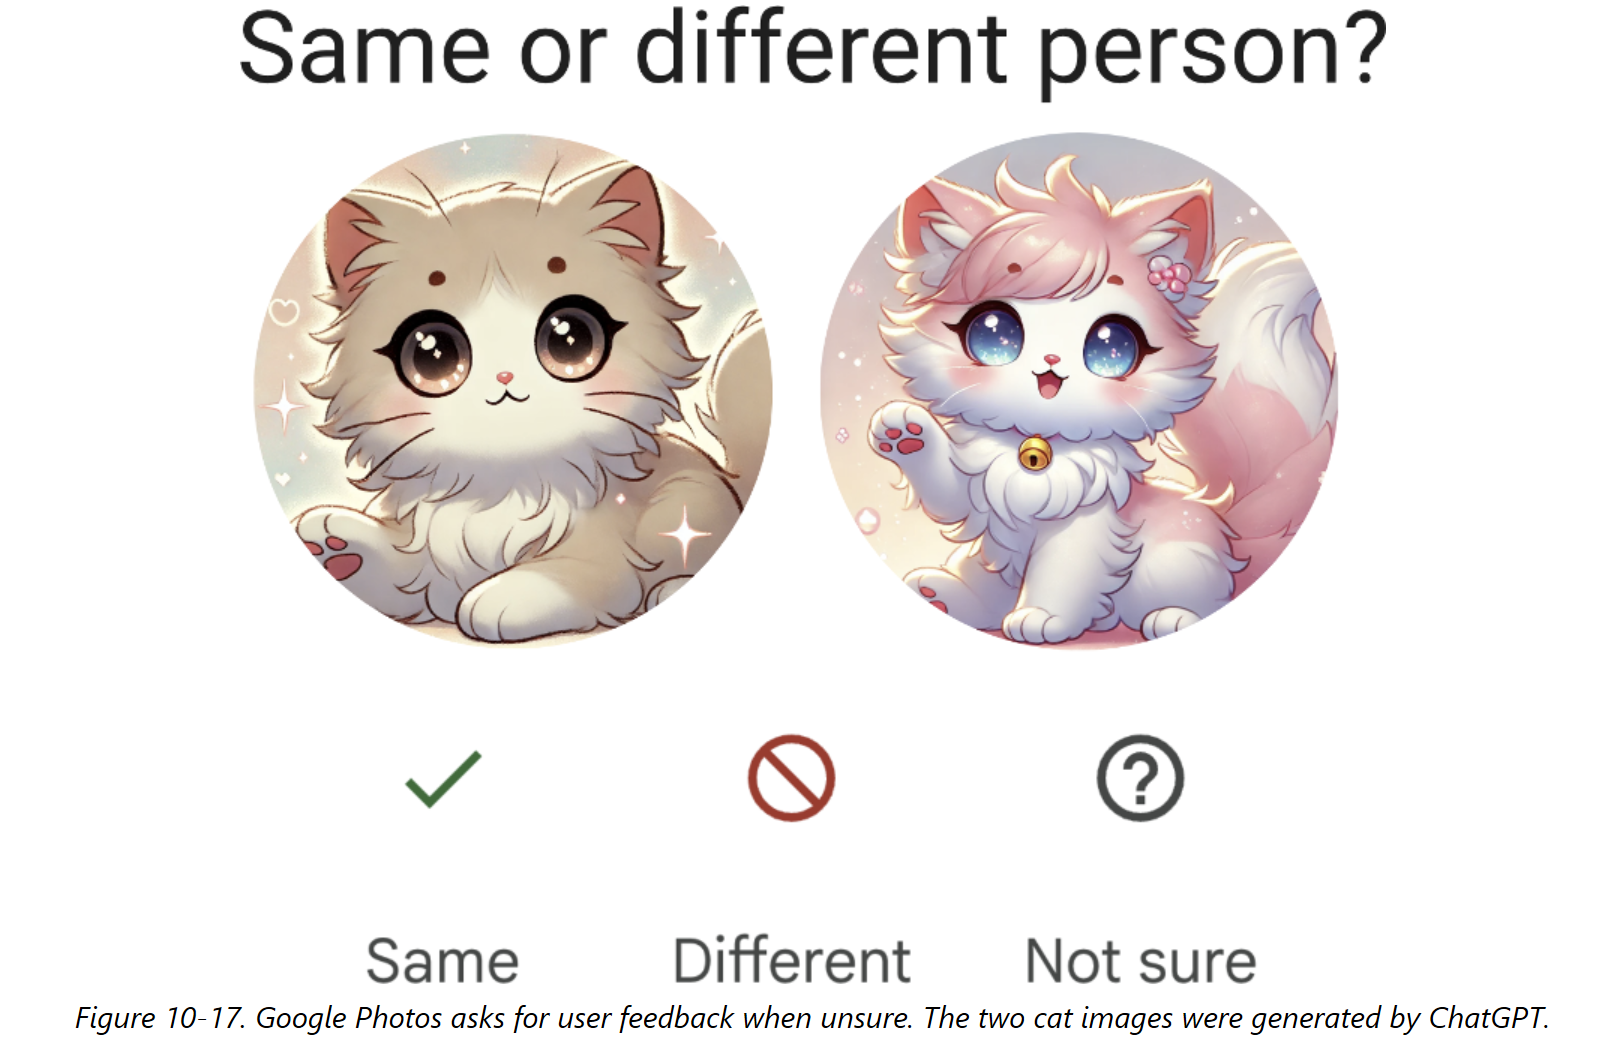 Same or different person?
Same
Different
Not sure
Figure 10-17. Google Photos asks for user feedback when unsure. The two cat images were generated by ChatGPT.